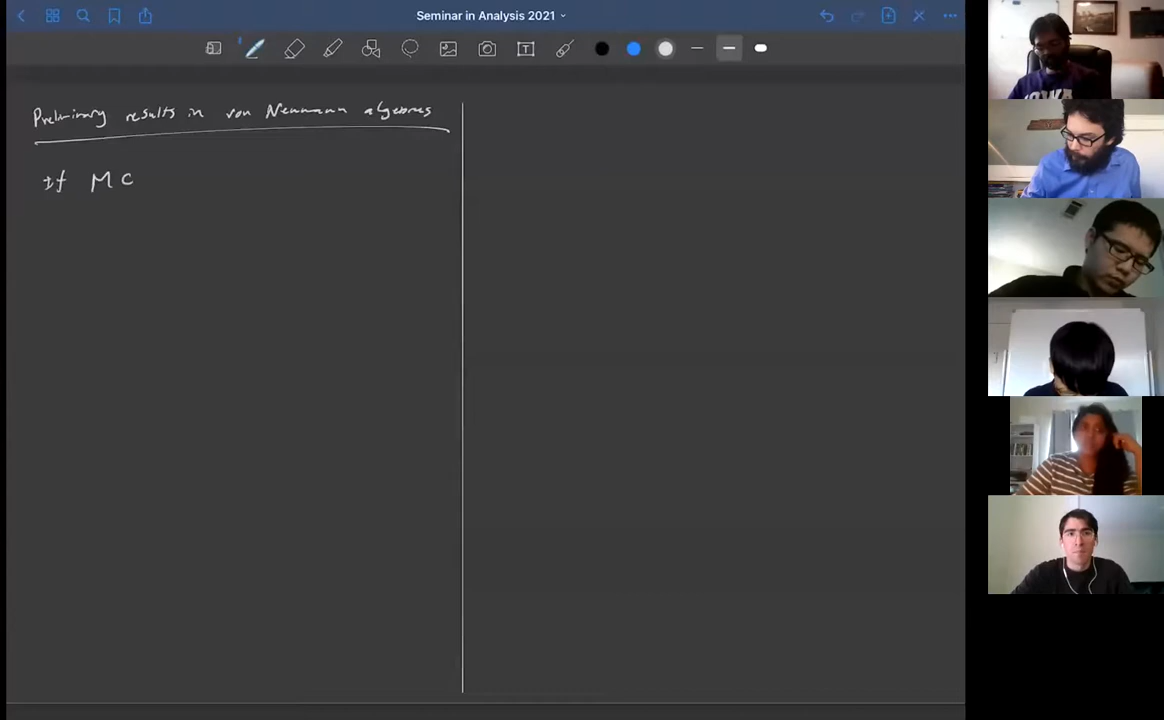 Seminar in Analysis 2021
Preliminary results in von Neumann algebras
If M ⊂